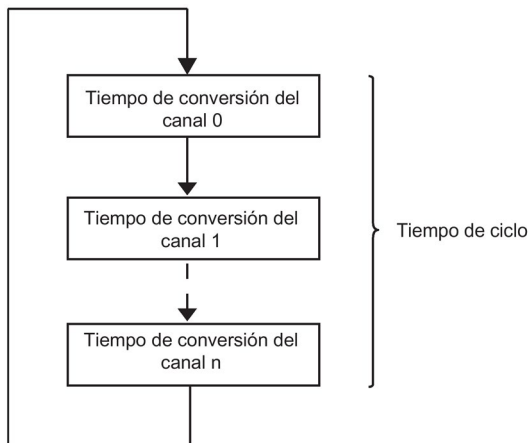 Tiempo de conversión del
canal 0
Tiempo de conversión del
canal 1
Tiempo de ciclo
Tiempo de conversión del
canal n